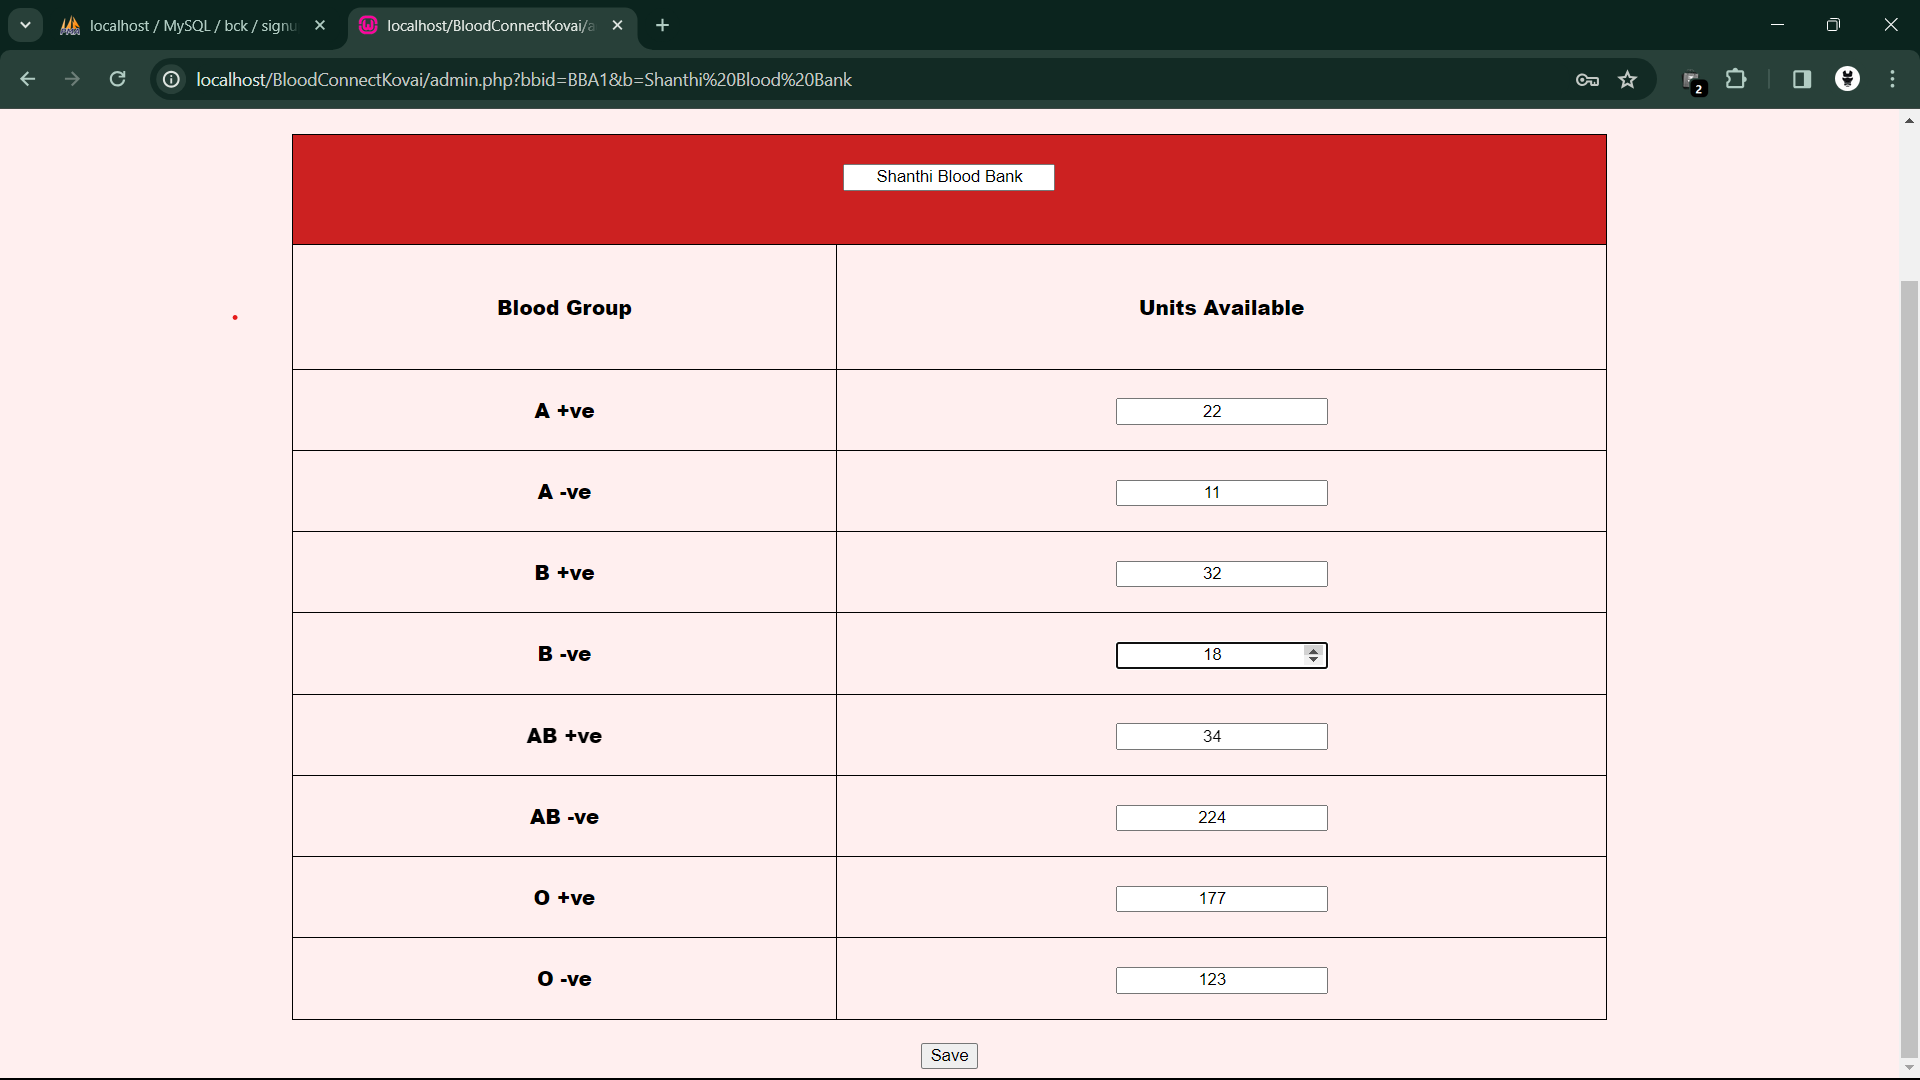 localhost / MySQL / bck / signu
localhost/BloodConnectKovai/a
localhost/BloodConnectKovai/admin.php?bbid=BBA1&b=Shanthi%20Blood%20Bank
2
Shanthi Blood Bank
Blood Group Units Available
A +ve 22
A -ve 11
B +ve 32
B -ve 18
AB +ve 34
AB -ve 224
O +ve 177
O -ve 123
Save